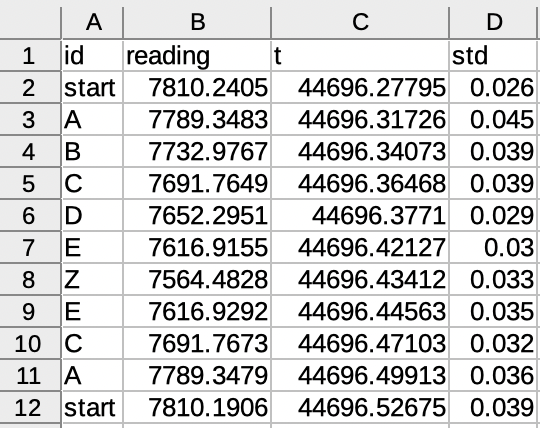 A B C D
1 id reading t std
2 start 7810.2405 44696.27795 0.026
3 A 7789.3483 44696.31726 0.045
4 B 7732.9767 44696.34073 0.039
5 C 7691.7649 44696.36468 0.039
6 D 7652.2951 44696.3771 0.029
7 E 7616.9155 44696.42127 0.03
8 Z 7564.4828 44696.43412 0.033
9 E 7616.9292 44696.44563 0.035
10 C 7691.7673 44696.47103 0.032
11 A 7789.3479 44696.49913 0.036
12 start 7810.1906 44696.52675 0.039